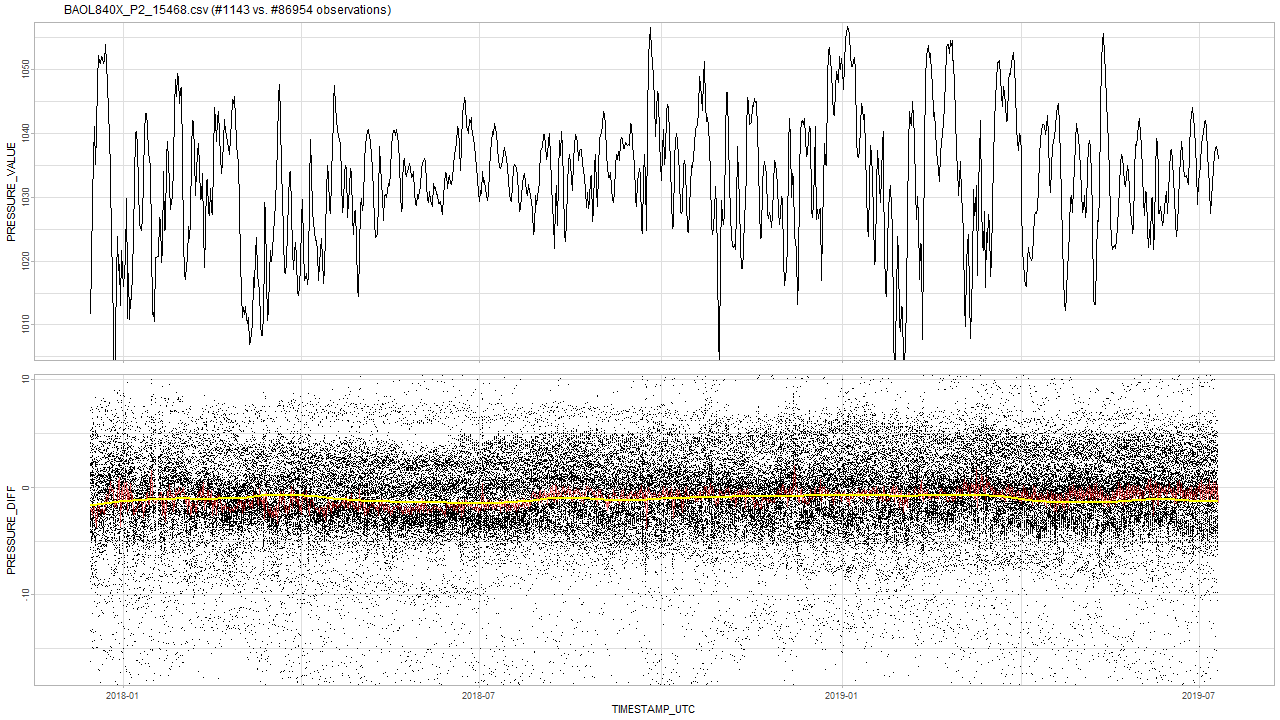 BAOL840X_P2_15468.csv (#1143 vs. #86954 observations)
PRESSURE_VALUE
1050
1040
1030
1020
1010
PRESSURE_DIFF
10
0
-10
2018-01 2018-07 2019-01 2019-07
TIMESTAMP_UTC